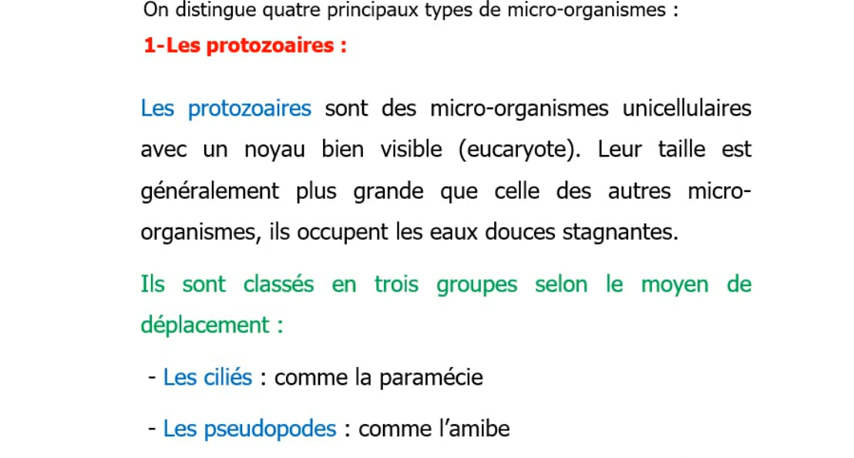 On distingue quatre principaux types de micro-organismes :
1-Les protozoaires :
Les protozoaires sont des micro-organismes unicellulaires
avec un noyau bien visible (eucaryote). Leur taille est
généralement plus grande que celle des autres micro-
organismes, ils occupent les eaux douces stagnantes.
Ils sont classés en trois groupes selon le moyen de
déplacement :
- Les ciliés : comme la paramécie
- Les pseudopodes : comme l’amibe